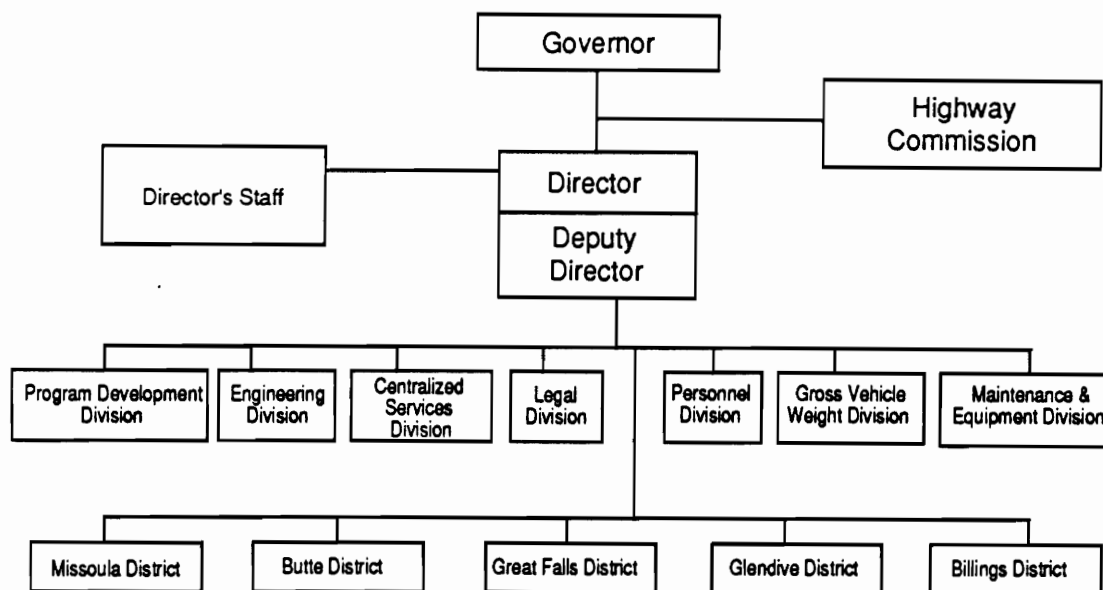 Governor
Highway
Commission
Director's Staff
Director
Deputy
Director
Program Development
Division
Engineering
Division
Centralized
Services
Division
Legal
Division
Personnel
Division
Gross Vehicle
Weight Division
Maintenance &
Equipment Division
Missoula District
Butte District
Great Falls District
Glendive District
Billings District